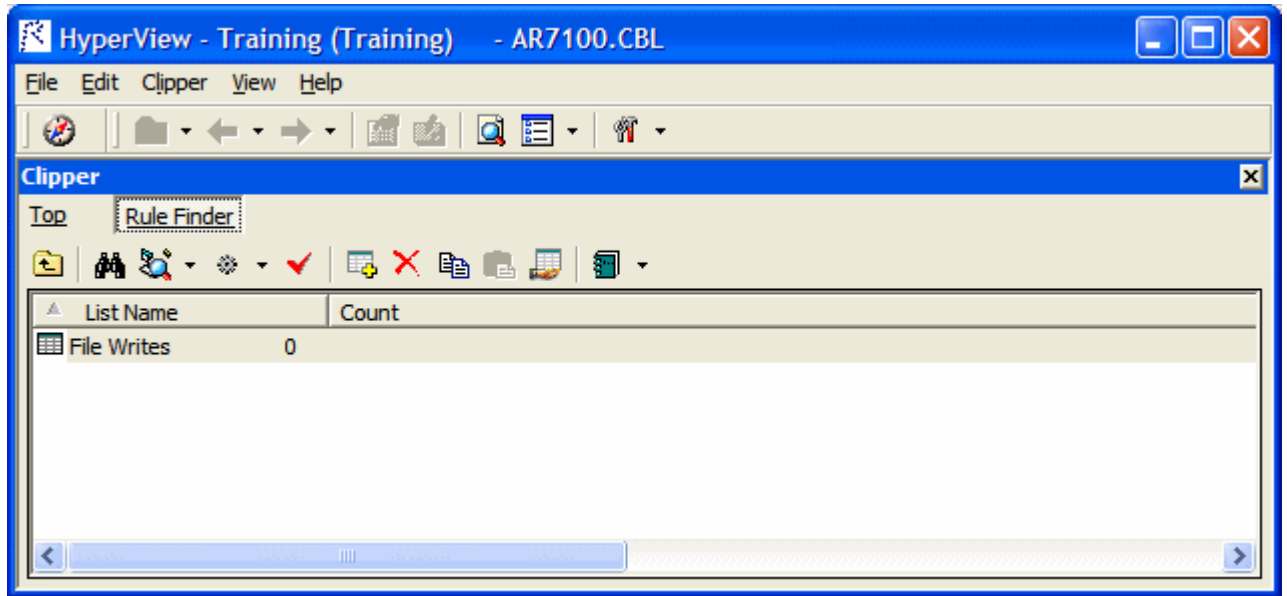 HyperView - Training (Training) - AR7100.CBL
File Edit Clipper View Help
Clipper
Top Rule Finder
List Name Count
File Writes 0